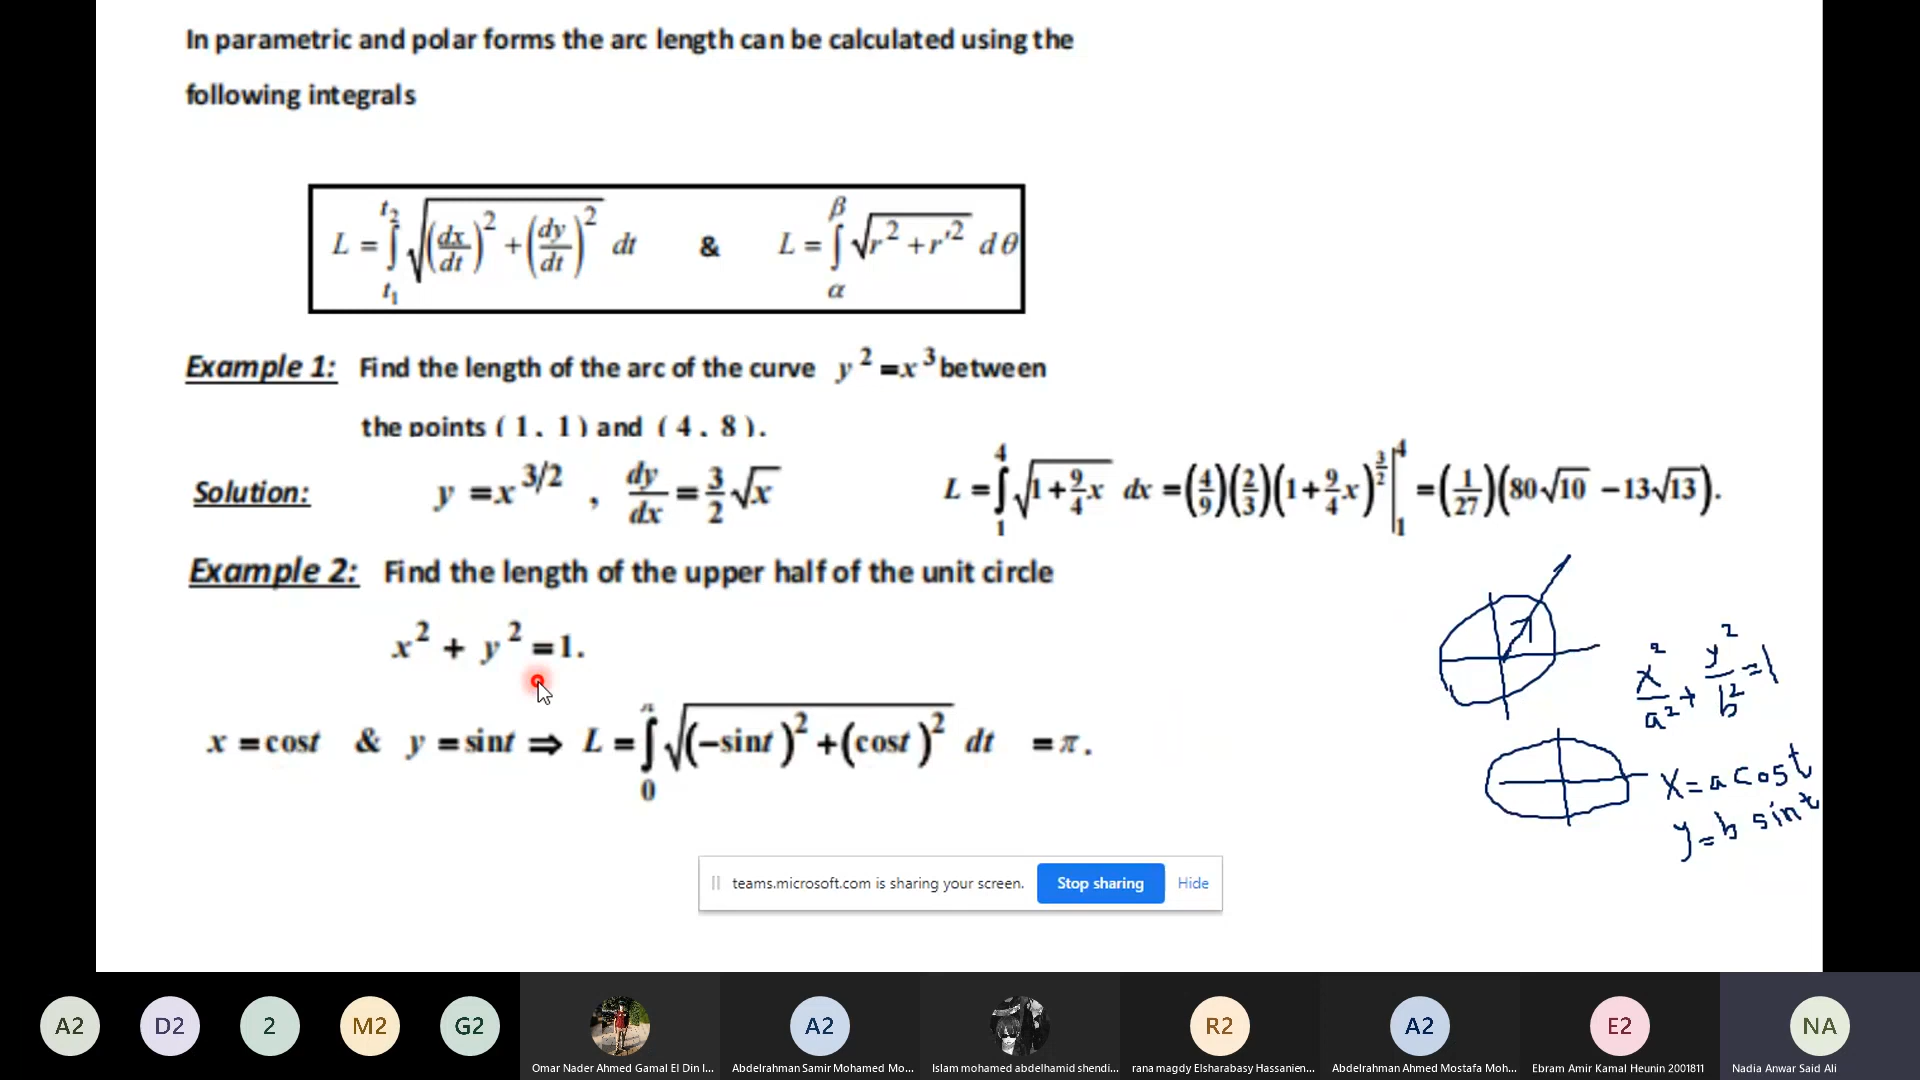 In parametric and polar forms the arc length can be calculated using the
following integrals
L = ∫_{t₁}^{t₂} √((dx/dt)² + (dy/dt)²) dt & L = ∫_{α}^{β} √(r² + r'²) dθ
Example 1: Find the length of the arc of the curve y² = x³ between
the points ( 1 , 1 ) and ( 4 , 8 ).
Solution: y = x^{3/2} , dy/dx = 3/2 √x L = ∫_{1}^{4} √(1 + 9/4 x) dx = (4/9)(2/3)(1 + 9/4 x)^{3/2} |_{1}^{4} = (1/27)(80√10 − 13√13).
Example 2: Find the length of the upper half of the unit circle
x² + y² = 1.
x²/a² + y²/b² = 1
x = cost & y = sint ⇒ L = ∫_{0}^{π} √((−sint)² + (cost)²) dt = π.
x = a cost
y = b sint
teams.microsoft.com is sharing your screen. Stop sharing Hide
A2 D2 2 M2 G2 A2 R2 A2 E2 NA
Omar Nader Ahmed Gamal El Din I... Abdelrahman Samir Mohamed Mo... Islam mohamed abdelhamid shendi... rana magdy Elsharabasy Hassanien... Abdelrahman Ahmed Mostafa Moh... Ebram Amir Kamal Heunin 2001811 Nadia Anwar Said Ali